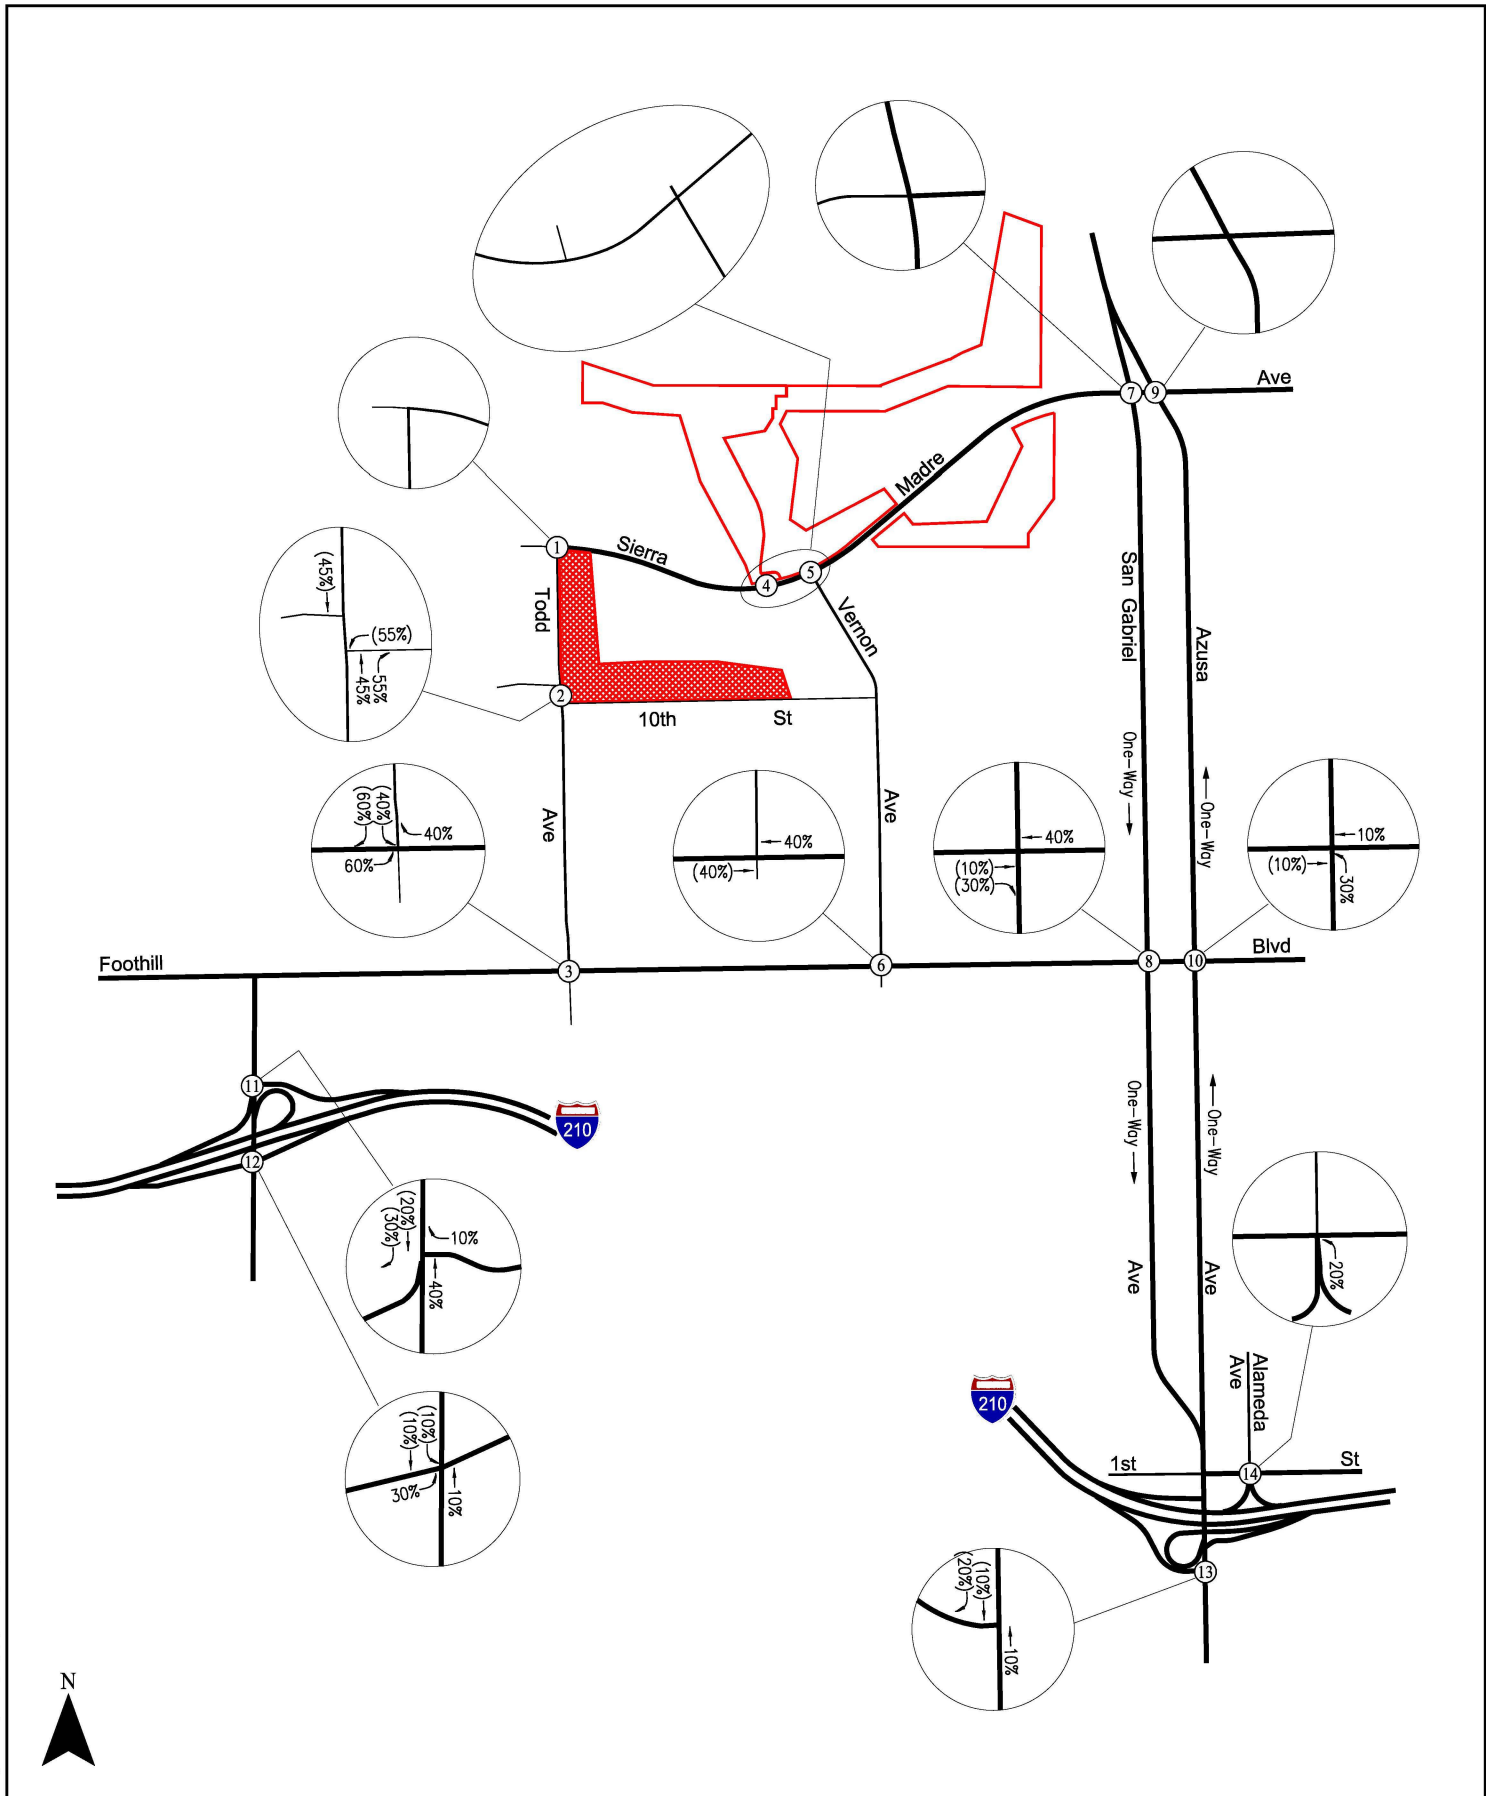 Ave
7
9
Madre
1
Sierra
5
4
(45%)
Todd
San Gabriel
Vernon
Azusa
(55%)
55%
45%
2
10th
St
One-Way
One-Way
(40%)
(60%)
40%
60%
Ave
40%
(40%)
Ave
40%
(10%)
(30%)
10%
(10%)
30%
Foothill
3
6
8
10
Blvd
11
One-Way
One-Way
210
12
(20%)
(30%)
10%
40%
Ave
Ave
20%
Alameda
Ave
210
(10%)
(10%)
30%
10%
1st
14
St
13
(10%)
(20%)
10%
N